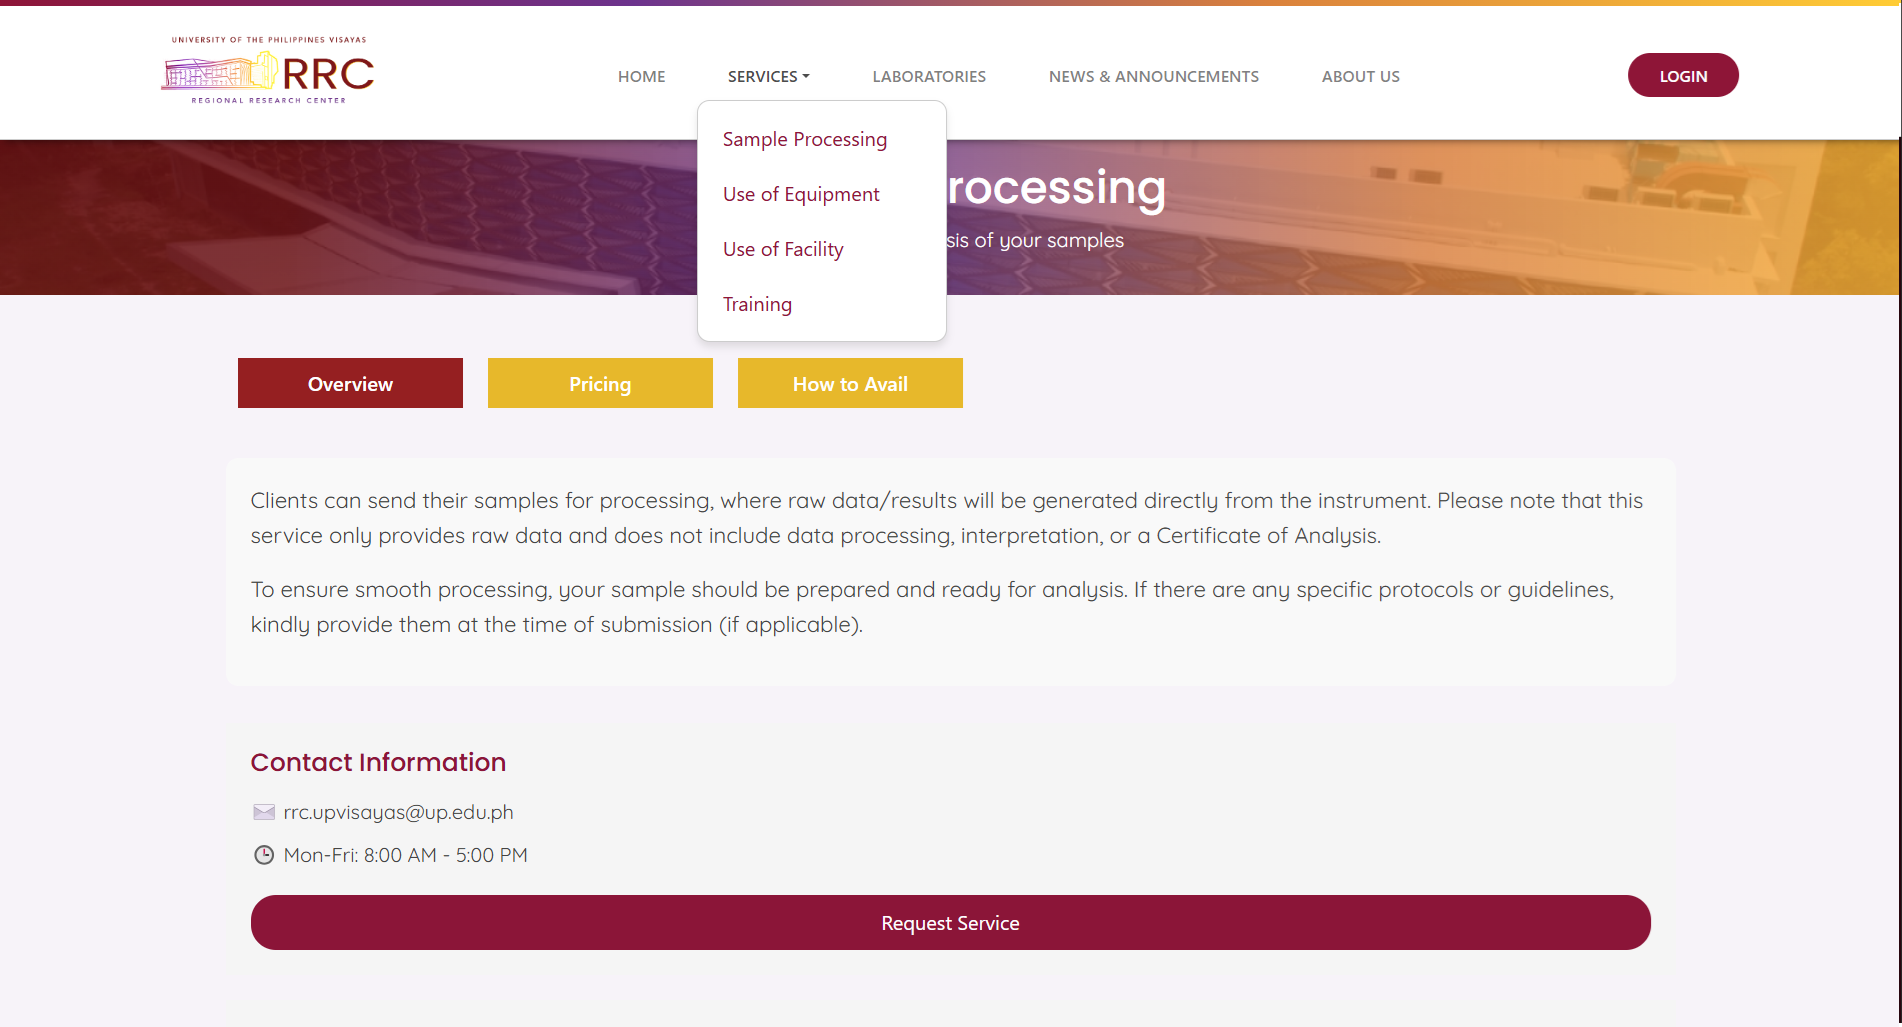 UNIVERSITY OF THE PHILIPPINES VISAYAS
RRC
REGIONAL RESEARCH CENTER
HOME
SERVICES
LABORATORIES
NEWS & ANNOUNCEMENTS
ABOUT US
LOGIN
Sample Processing
Use of Equipment
Use of Facility
Training
rocessing
sis of your samples
Overview
Pricing
How to Avail
Clients can send their samples for processing, where raw data/results will be generated directly from the instrument. Please note that this
service only provides raw data and does not include data processing, interpretation, or a Certificate of Analysis.
To ensure smooth processing, your sample should be prepared and ready for analysis. If there are any specific protocols or guidelines,
kindly provide them at the time of submission (if applicable).
Contact Information
rrc.upvisayas@up.edu.ph
Mon-Fri: 8:00 AM - 5:00 PM
Request Service